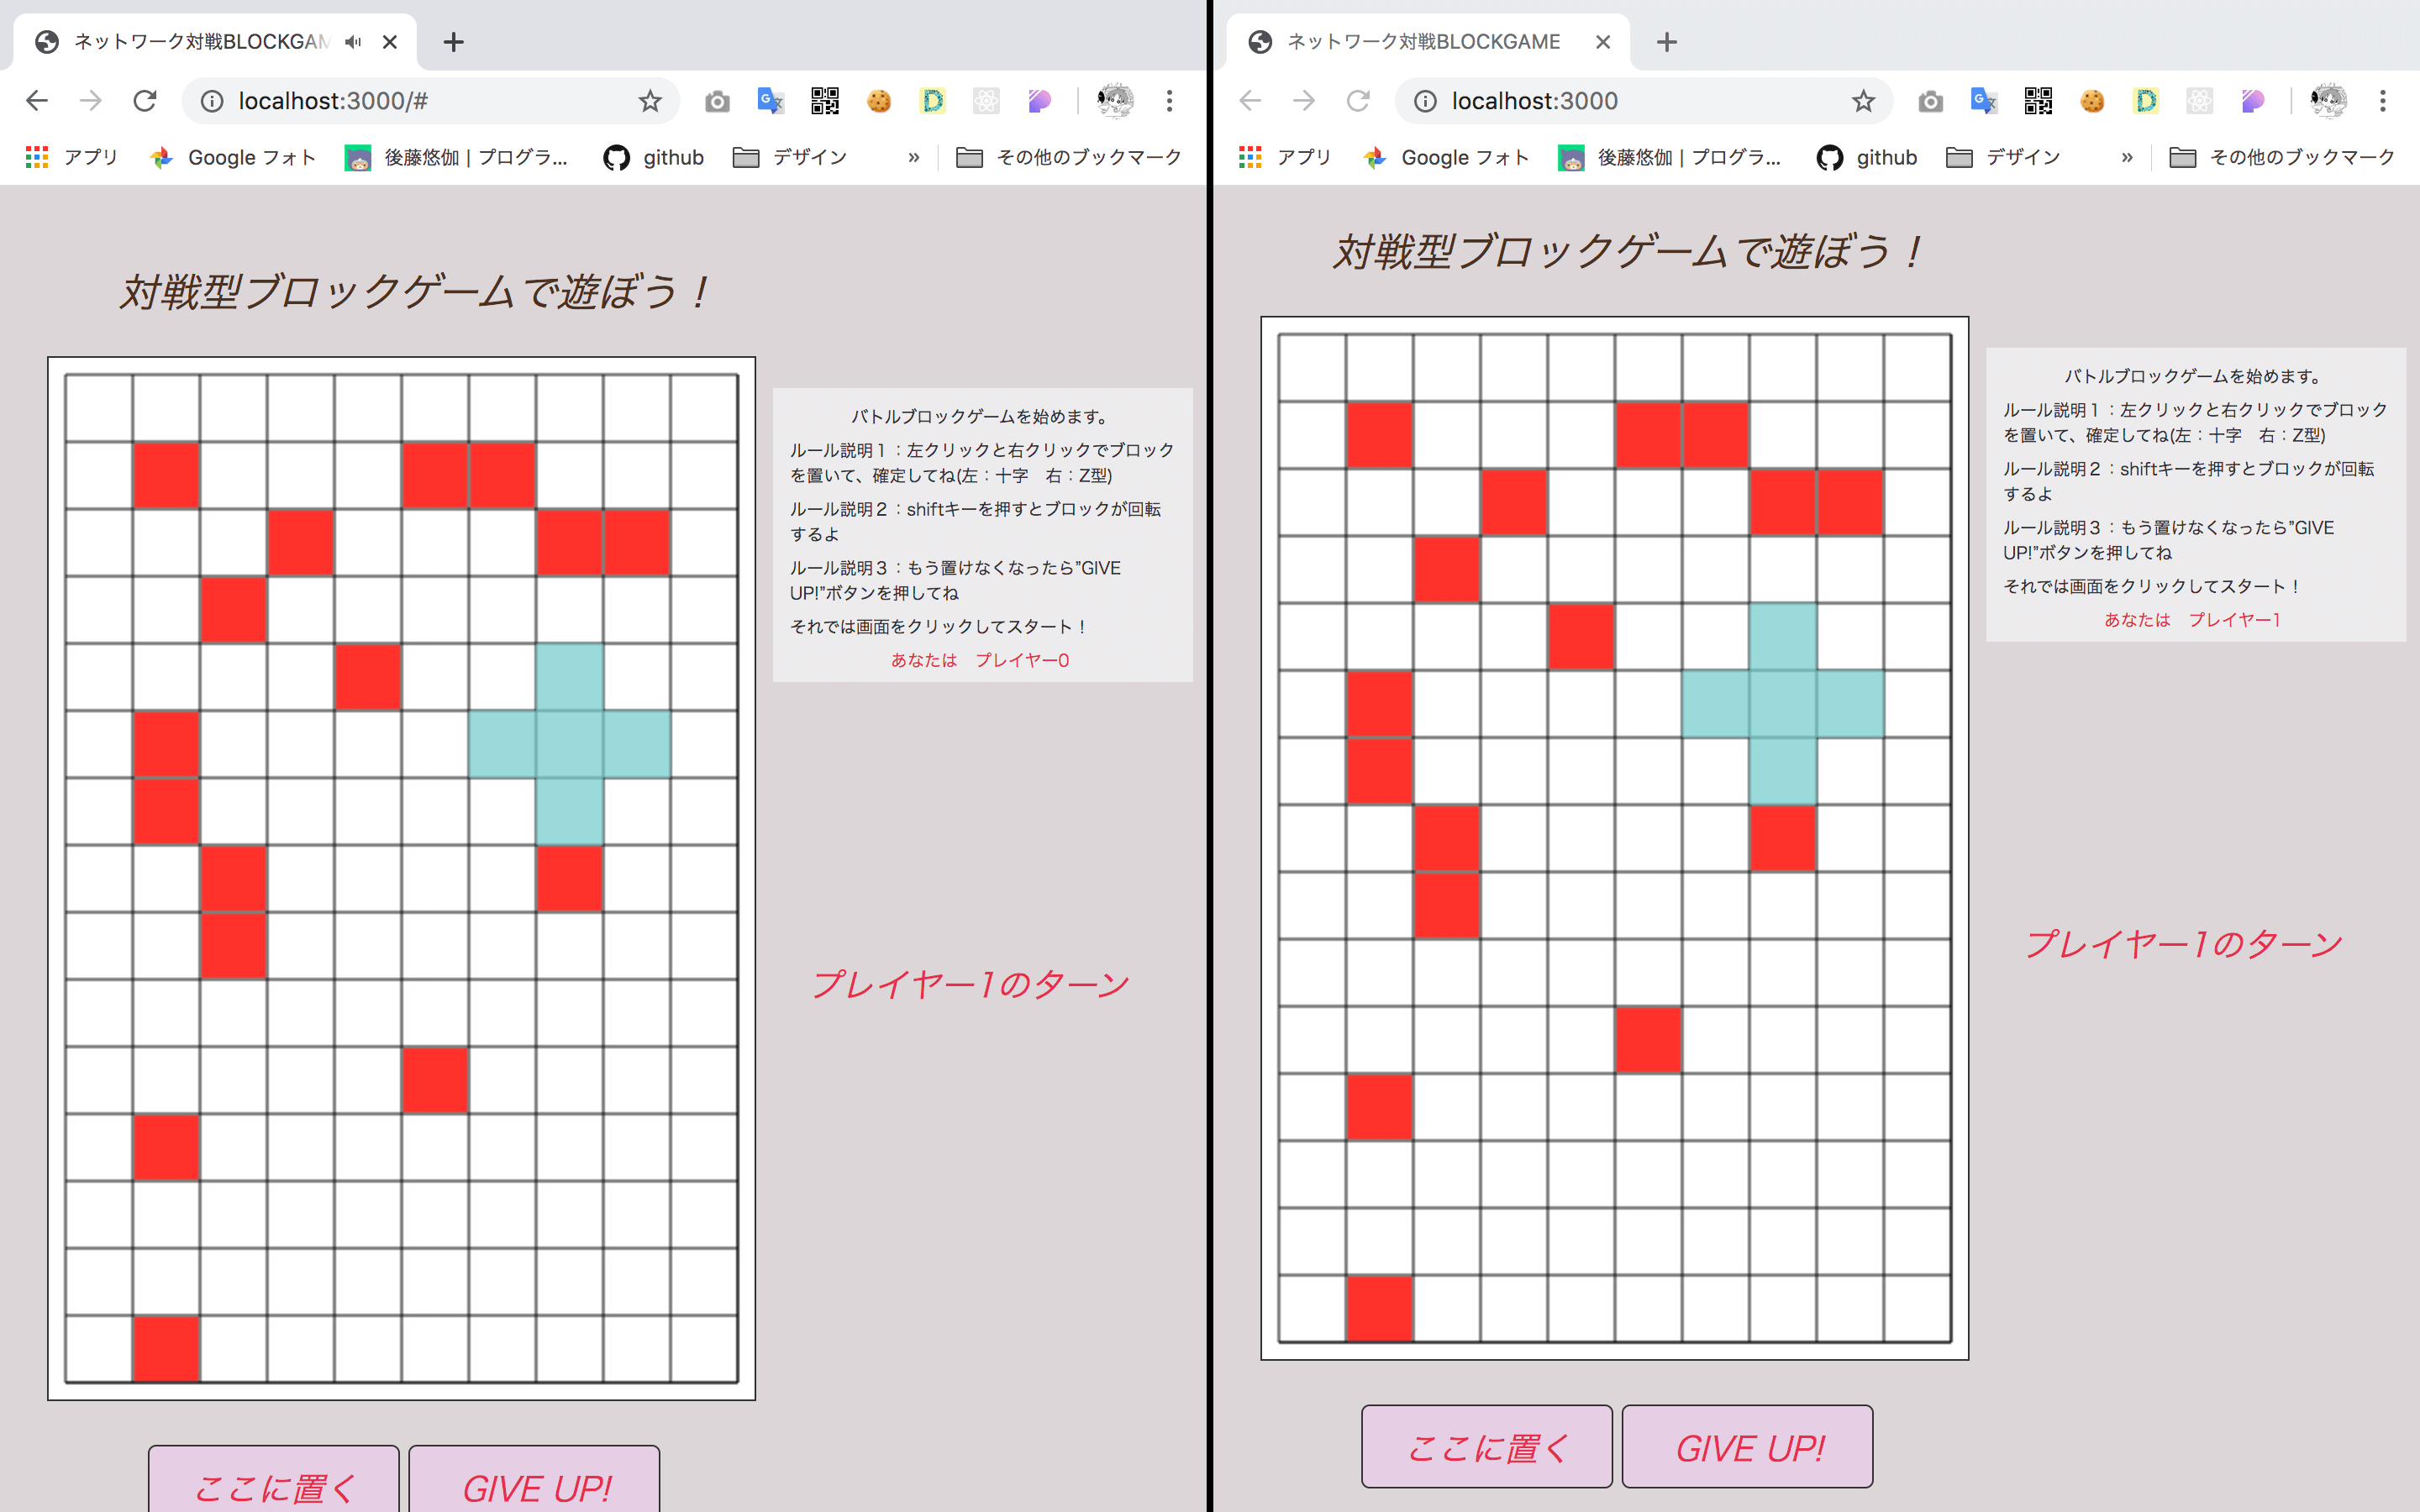 ネットワーク対戦BLOCKGAM
localhost:3000/#
アプリ
Google フォト
後藤悠伽 | プログラ...
github
デザイン
»
その他のブックマーク
対戦型ブロックゲームで遊ぼう！
バトルブロックゲームを始めます。
ルール説明１：左クリックと右クリックでブロック
を置いて、確定してね(左：十字　右：Z型)
ルール説明２：shiftキーを押すとブロックが回転
するよ
ルール説明３：もう置けなくなったら”GIVE
UP!”ボタンを押してね
それでは画面をクリックしてスタート！
あなたは　プレイヤー0
プレイヤー1のターン
ここに置く
GIVE UP!
ネットワーク対戦BLOCKGAME
localhost:3000
アプリ
Google フォト
後藤悠伽 | プログラ...
github
デザイン
»
その他のブックマーク
対戦型ブロックゲームで遊ぼう！
バトルブロックゲームを始めます。
ルール説明１：左クリックと右クリックでブロック
を置いて、確定してね(左：十字　右：Z型)
ルール説明２：shiftキーを押すとブロックが回転
するよ
ルール説明３：もう置けなくなったら”GIVE
UP!”ボタンを押してね
それでは画面をクリックしてスタート！
あなたは　プレイヤー1
プレイヤー1のターン
ここに置く
GIVE UP!